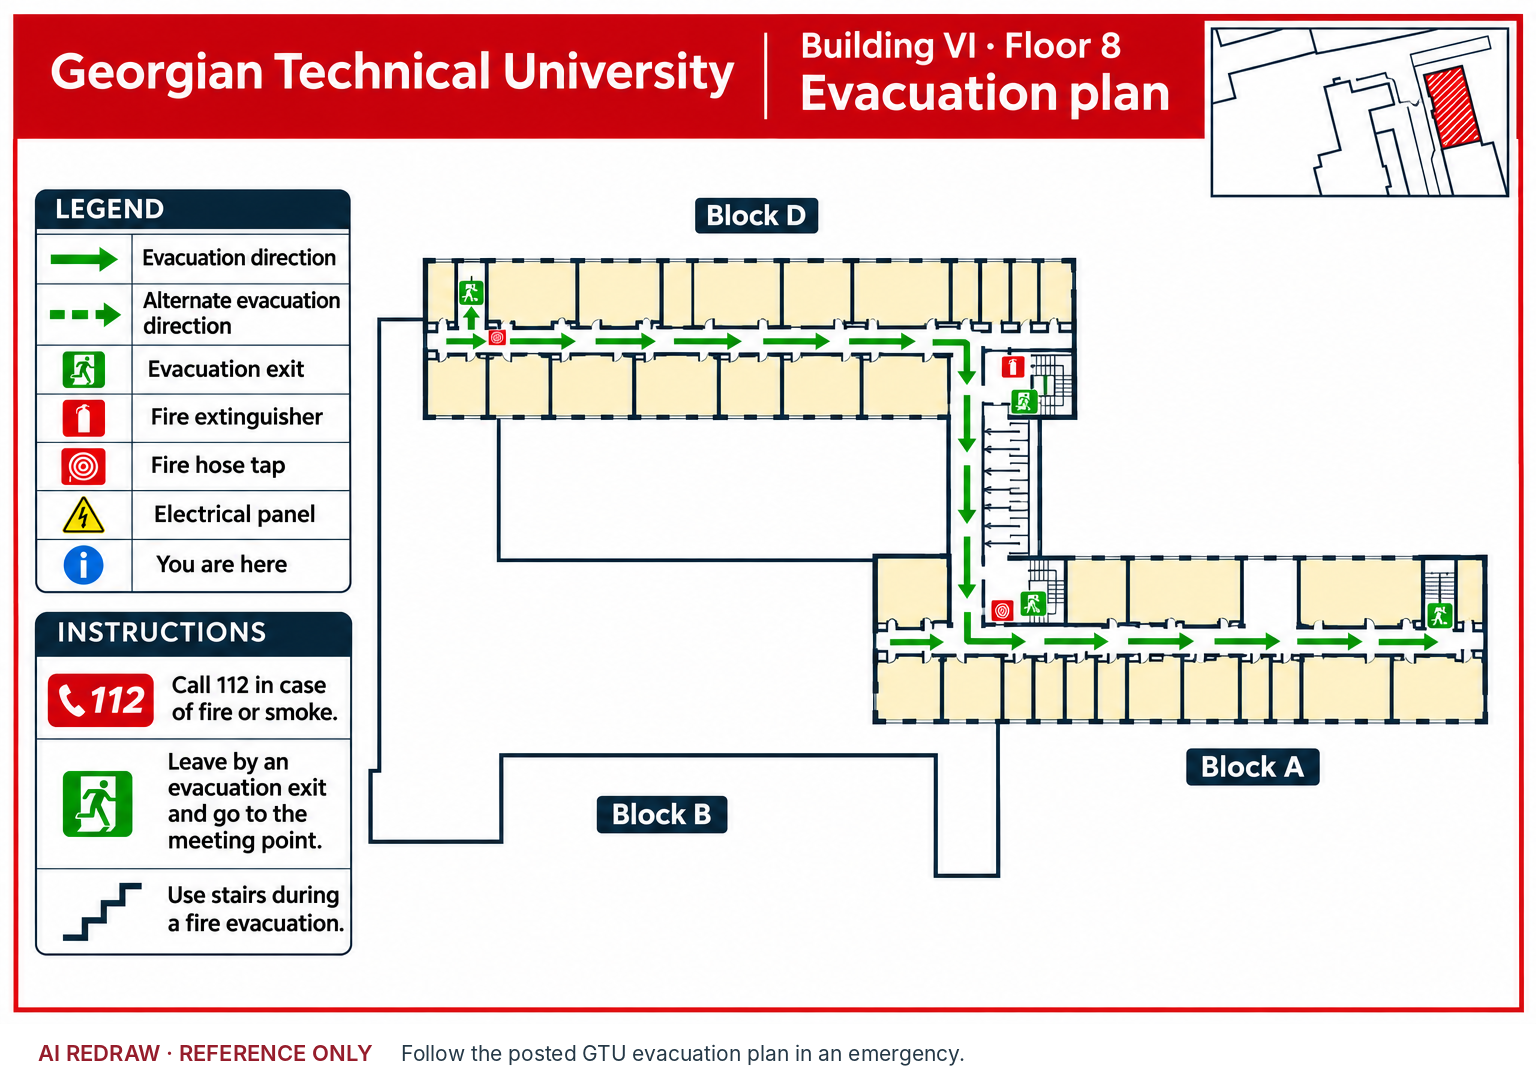 Georgian Technical University
Building VI · Floor 8
Evacuation plan
LEGEND
Evacuation direction
Alternate evacuation
direction
Evacuation exit
Fire extinguisher
Fire hose tap
Electrical panel
You are here
INSTRUCTIONS
112
Call 112 in case
of fire or smoke.
Leave by an
evacuation exit
and go to the
meeting point.
Use stairs during
a fire evacuation.
Block D
Block A
Block B
AI REDRAW · REFERENCE ONLY
Follow the posted GTU evacuation plan in an emergency.